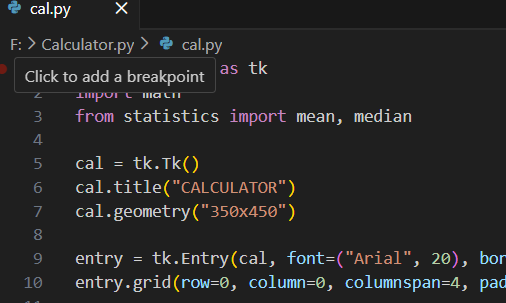 cal.py ×
F: > Calculator.py > cal.py
Click to add a breakpoint as tk
2 import math
3 from statistics import mean, median
4
5 cal = tk.Tk()
6 cal.title("CALCULATOR")
7 cal.geometry("350x450")
8
9 entry = tk.Entry(cal, font=("Arial", 20), bor
10 entry.grid(row=0, column=0, columnspan=4, pad